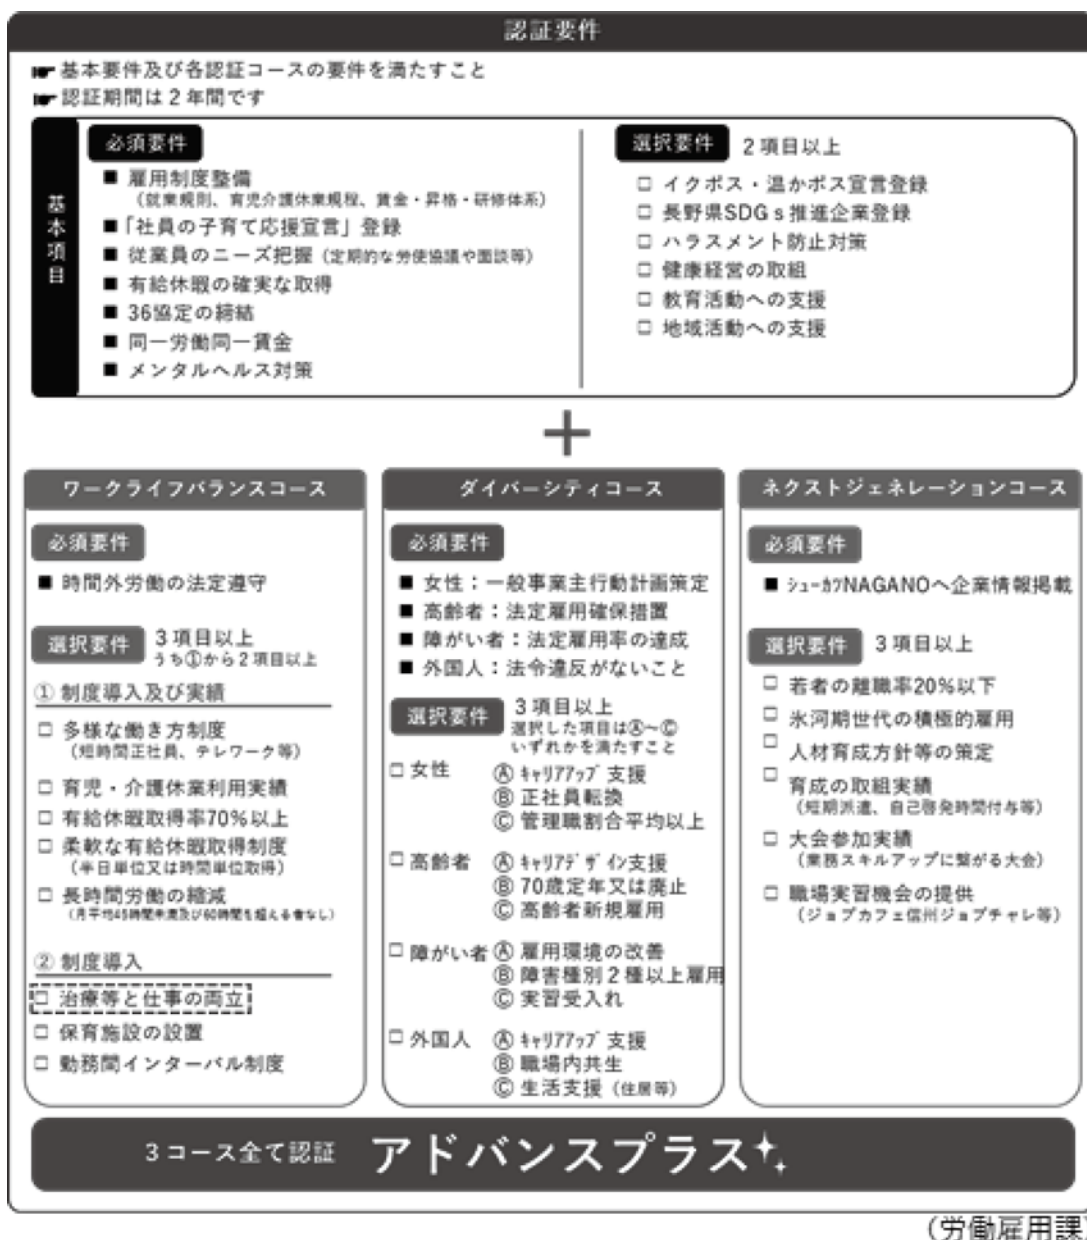 認証要件
☛基本要件及び各認証コースの要件を満たすこと
☛認証期間は2年間です
基本項目
必須要件
■ 雇用制度整備
（就業規則、育児介護休業規程、賃金・昇格・研修体系）
■「社員の子育て応援宣言」登録
■ 従業員のニーズ把握（定期的な労使協議や面談等）
■ 有給休暇の確実な取得
■ 36協定の締結
■ 同一労働同一賃金
■ メンタルヘルス対策
選択要件 2項目以上
□ イクボス・温かボス宣言登録
□ 長野県SDGｓ推進企業登録
□ ハラスメント防止対策
□ 健康経営の取組
□ 教育活動への支援
□ 地域活動への支援
＋
ワークライフバランスコース
必須要件
■ 時間外労働の法定遵守
選択要件 3項目以上
うち①から2項目以上
① 制度導入及び実績
□ 多様な働き方制度
（短時間正社員、テレワーク等）
□ 育児・介護休業利用実績
□ 有給休暇取得率70％以上
□ 柔軟な有給休暇取得制度
（半日単位又は時間単位取得）
□ 長時間労働の縮減
（月平均45時間未満及び60時間を超える者なし）
② 制度導入
□ 治療等と仕事の両立
□ 保育施設の設置
□ 勤務間インターバル制度
ダイバーシティコース
必須要件
■ 女性：一般事業主行動計画策定
■ 高齢者：法定雇用確保措置
■ 障がい者：法定雇用率の達成
■ 外国人：法令違反がないこと
選択要件 3項目以上
選択した項目はⒶ～Ⓒ
いずれかを満たすこと
□ 女性 Ⓐ ｷｬﾘｱｱｯﾌﾟ支援
Ⓑ 正社員転換
Ⓒ 管理職割合平均以上
□ 高齢者 Ⓐ ｷｬﾘｱﾃﾞｻﾞｲﾝ支援
Ⓑ 70歳定年又は廃止
Ⓒ 高齢者新規雇用
□ 障がい者 Ⓐ 雇用環境の改善
Ⓑ 障害種別2種以上雇用
Ⓒ 実習受入れ
□ 外国人 Ⓐ ｷｬﾘｱｱｯﾌﾟ支援
Ⓑ 職場内共生
Ⓒ 生活支援（住居等）
ネクストジェネレーションコース
必須要件
■ ｼｭｰｶﾂNAGANOへ企業情報掲載
選択要件 3項目以上
□ 若者の離職率20％以下
□ 氷河期世代の積極的雇用
□ 人材育成方針等の策定
□ 育成の取組実績
（短期派遣、自己啓発時間付与等）
□ 大会参加実績
（業務スキルアップに繋がる大会）
□ 職場実習機会の提供
（ジョブカフェ信州ジョブチャレ等）
3コース全て認証 アドバンスプラス
（労働雇用課）